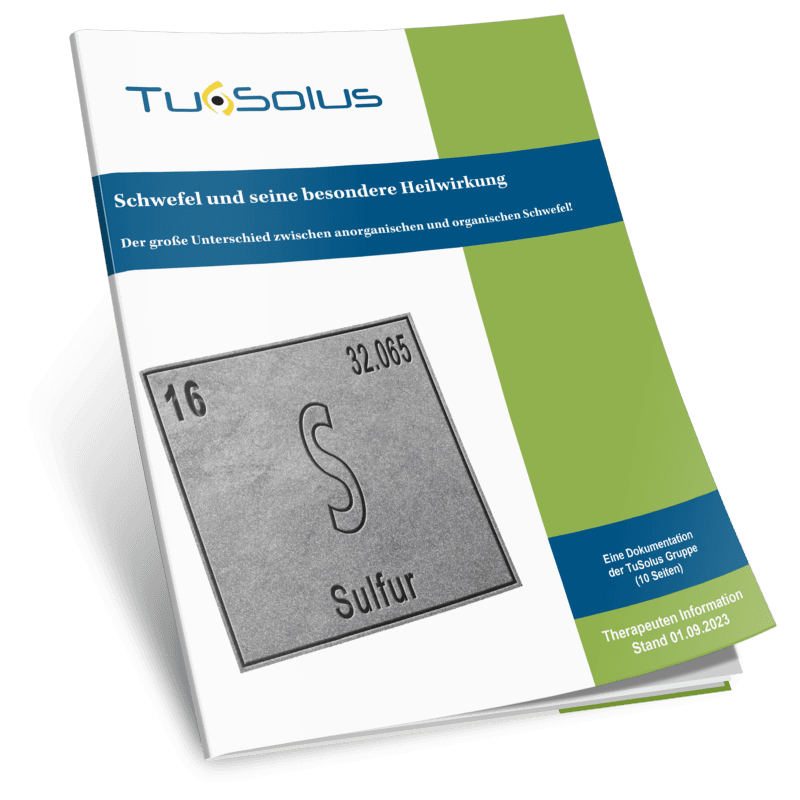 TuSolus
Schwefel und seine besondere Heilwirkung
Der große Unterschied zwischen anorganischen und organischen Schwefel!
16
32.065
S
Sulfur
Eine Dokumentation
der TuSolus Gruppe
(10 Seiten)
Therapeuten Information
Stand 01.09.2023